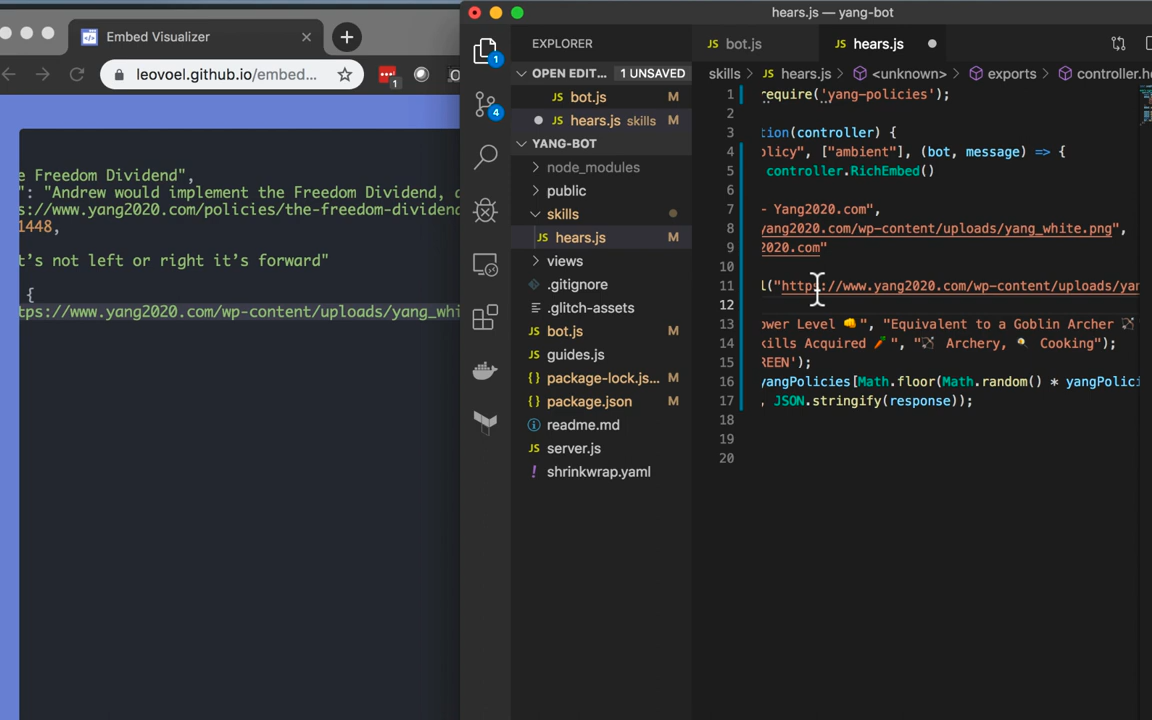 Embed Visualizer
leovoel.github.io/embed...
1
e Freedom Dividend",
": "Andrew would implement the Freedom Dividend,
s://www.yang2020.com/policies/the-freedom-dividend
1448,
t's not left or right it's forward"
{
tps://www.yang2020.com/wp-content/uploads/yang_whi
hears.js — yang-bot
1
4
EXPLORER
OPEN EDIT... 1 UNSAVED
JS bot.js M
JS hears.js skills M
YANG-BOT
node_modules
public
skills
JS hears.js M
views
.gitignore
.glitch-assets
JS bot.js M
JS guides.js
{} package-lock.js... M
{} package.json M
readme.md
JS server.js
! shrinkwrap.yaml
JS bot.js JS hears.js
skills > JS hears.js > <unknown> > exports > controller.he
1 require('yang-policies');
2
3 tion(controller) {
4 olicy", ["ambient"], (bot, message) => {
5 controller.RichEmbed()
6
7 - Yang2020.com",
8 yang2020.com/wp-content/uploads/yang_white.png",
9 2020.com"
10
11 l("https://www.yang2020.com/wp-content/uploads/yan
12
13 ower Level 👊", "Equivalent to a Goblin Archer 🏹
14 kills Acquired 🥕", "🏹 Archery, 🍳 Cooking");
15 REEN');
16 yangPolicies[Math.floor(Math.random() * yangPolici
17 , JSON.stringify(response));
18
19
20